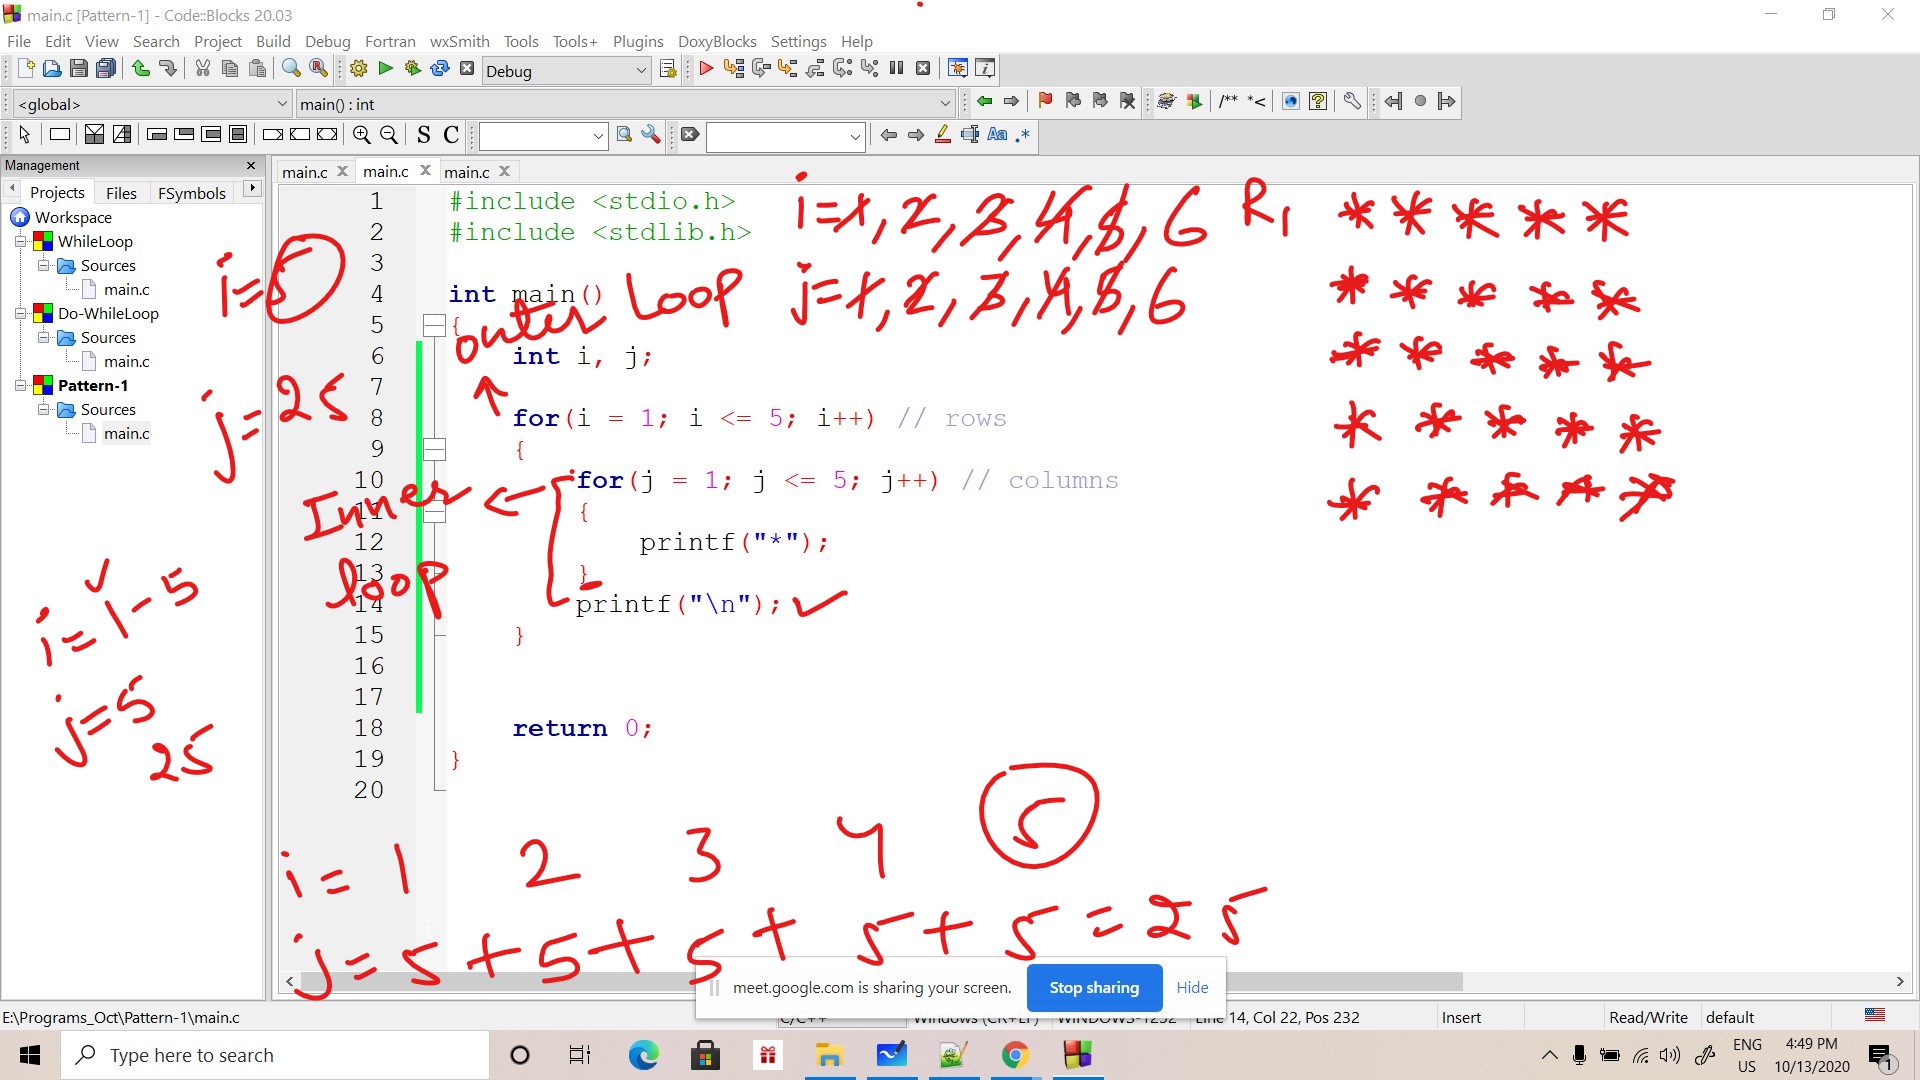 main.c [Pattern-1] - Code::Blocks 20.03
File Edit View Search Project Build Debug Fortran wxSmith Tools Tools+ Plugins DoxyBlocks Settings Help
Debug
<global> main() : int /** *<
S C Aa .*
Management
main.c main.c main.c
Projects Files FSymbols
Workspace
WhileLoop
Sources
main.c
Do-WhileLoop
Sources
main.c
Pattern-1
Sources
main.c
1 #include <stdio.h>
2 #include <stdlib.h>
3
4 int main()
5 {
6 int i, j;
7
8 for(i = 1; i <= 5; i++) // rows
9 {
10 for(j = 1; j <= 5; j++) // columns
11 {
12 printf("*");
13 }
14 printf("\n");
15 }
16
17
18 return 0;
19 }
20
i=1, 2, 3, 4, 5, 6 R1 * * * * *
j=1, 2, 3, 4, 5, 6 * * * * *
* * * * *
* * * * *
* * * * *
outer Loop
Inner
loop
i=5
j=25
i=1-5
j=5
25
i= 1 2 3 4 5
j=5+5+5+5+5=25
meet.google.com is sharing your screen. Stop sharing Hide
E:\Programs_Oct\Pattern-1\main.c C/C++ Windows (CR+LF) WINDOWS-1252 Line 14, Col 22, Pos 232 Insert Read/Write default
Type here to search
ENG
US
4:49 PM
10/13/2020
1